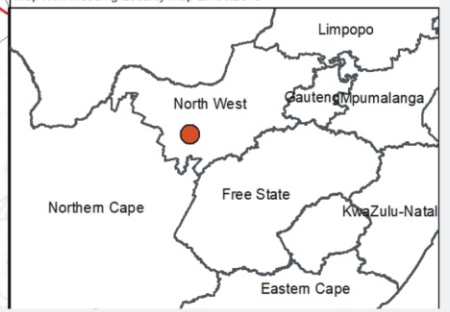 Limpopo
North West
Gauteng
Mpumalanga
Free State
Northern Cape
KwaZulu-Natal
Eastern Cape